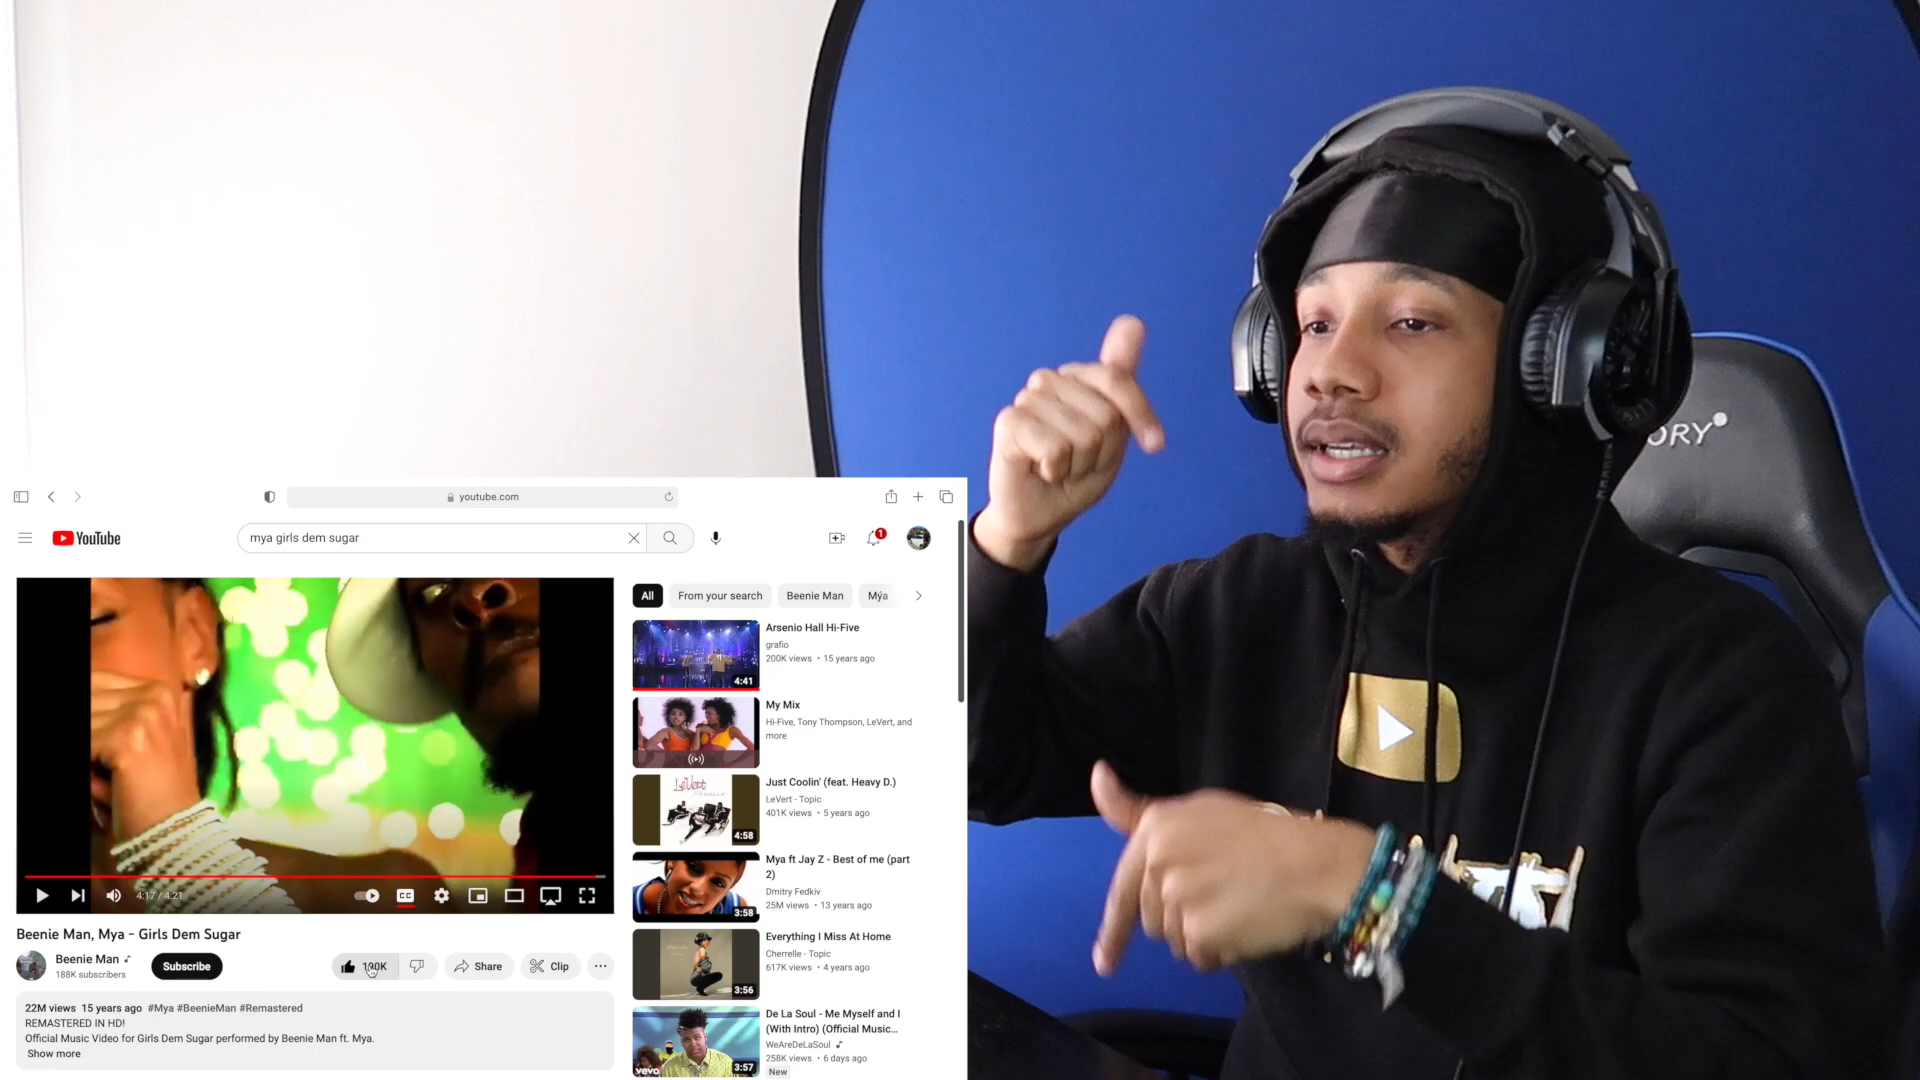 youtube.com
YouTube
mya girls dem sugar
1
All
From your search
Beenie Man
Mýa
Arsenio Hall Hi-Five
grafio
200K views • 15 years ago
4:41
My Mix
Hi-Five, Tony Thompson, LeVert, and
more
LeVert
Just Coolin' (feat. Heavy D.)
LeVert - Topic
401K views • 5 years ago
4:58
Mya ft Jay Z - Best of me (part
2)
Dmitry Fedkiv
25M views • 13 years ago
3:58
Everything I Miss At Home
Cherrelle - Topic
617K views • 4 years ago
3:56
De La Soul - Me Myself and I
(With Intro) (Official Music...
WeAreDeLaSoul
258K views • 6 days ago
New
3:57
vevo
4:17 / 4:21
CC
Beenie Man, Mya - Girls Dem Sugar
Beenie Man
188K subscribers
Subscribe
Share
Clip
22M views 15 years ago #Mya #BeenieMan #Remastered
REMASTERED IN HD!
Official Music Video for Girls Dem Sugar performed by Beenie Man ft. Mya.
Show more
ORY